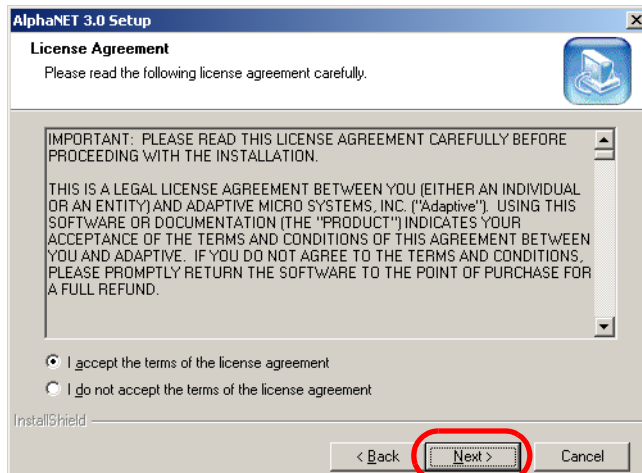 AlphaNET 3.0 Setup
License Agreement
Please read the following license agreement carefully.
IMPORTANT: PLEASE READ THIS LICENSE AGREEMENT CAREFULLY BEFORE
PROCEEDING WITH THE INSTALLATION.
THIS IS A LEGAL LICENSE AGREEMENT BETWEEN YOU (EITHER AN INDIVIDUAL
OR AN ENTITY) AND ADAPTIVE MICRO SYSTEMS, INC. ("Adaptive"). USING THIS
SOFTWARE OR DOCUMENTATION (THE "PRODUCT") INDICATES YOUR
ACCEPTANCE OF THE TERMS AND CONDITIONS OF THIS AGREEMENT BETWEEN
YOU AND ADAPTIVE. IF YOU DO NOT AGREE TO THE TERMS AND CONDITIONS,
PLEASE PROMPTLY RETURN THE SOFTWARE TO THE POINT OF PURCHASE FOR
A FULL REFUND.
I accept the terms of the license agreement
I do not accept the terms of the license agreement
InstallShield
< Back Next > Cancel